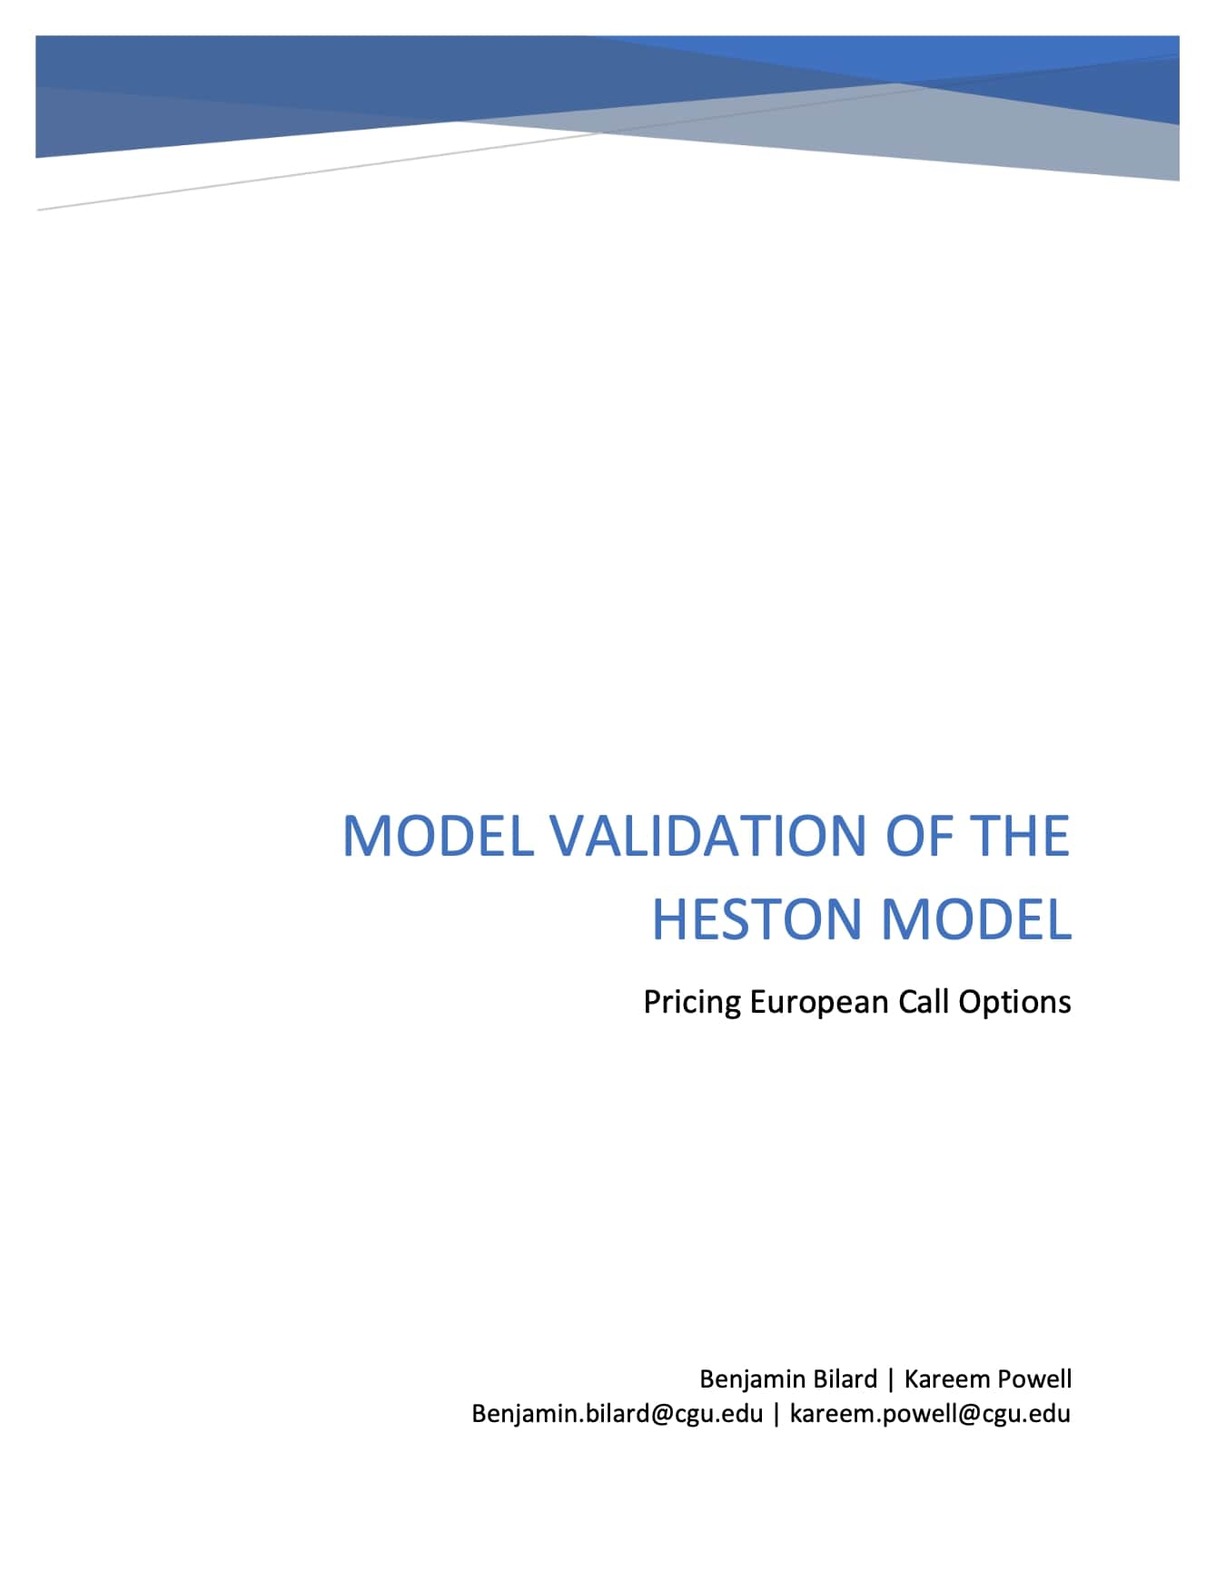 MODEL VALIDATION OF THE
HESTON MODEL
Pricing European Call Options
Benjamin Bilard | Kareem Powell
Benjamin.bilard@cgu.edu | kareem.powell@cgu.edu